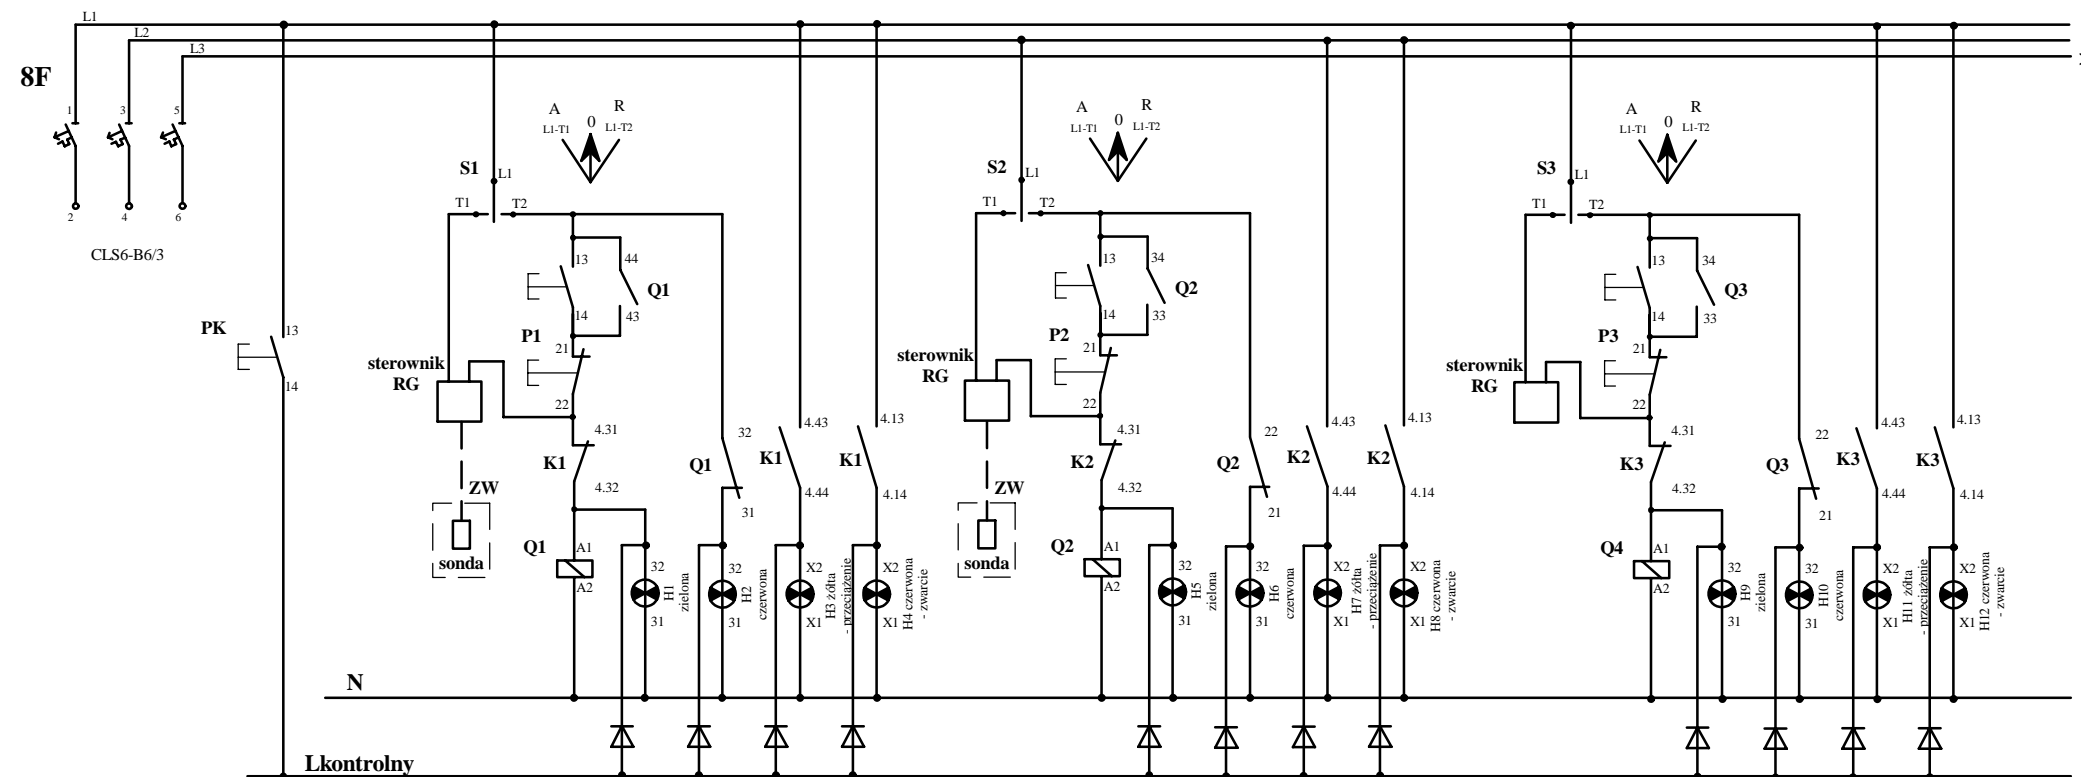 L1
L2
L3
8F
1
3
5
2
4
6
CLS6-B6/3
PK
13
14
A
0
R
L1-T1
L1-T2
S1
L1
T1
T2
13
44
Q1
14
43
P1
21
sterownik
RG
22
4.31
K1
4.32
32
Q1
31
4.43
K1
4.44
4.13
K1
4.14
ZW
sonda
Q1
A1
A2
32
31
H1
zielona
32
31
H2
czerwona
X2
X1
H3 żółta
- przeciążenie
X2
X1
H4 czerwona
- zwarcie
A
0
R
L1-T1
L1-T2
S2
L1
T1
T2
13
34
Q2
14
33
P2
21
sterownik
RG
22
4.31
K2
4.32
22
Q2
21
4.43
K2
4.44
4.13
K2
4.14
ZW
sonda
Q2
A1
A2
32
31
H5
zielona
32
31
H6
czerwona
X2
X1
H7 żółta
- przeciążenie
X2
X1
H8 czerwona
- zwarcie
A
0
R
L1-T1
L1-T2
S3
L1
T1
T2
13
34
Q3
14
33
P3
21
sterownik
RG
22
4.31
K3
4.32
22
Q3
21
4.43
K3
4.44
4.13
K3
4.14
Q4
A1
A2
32
31
H9
zielona
32
31
H10
czerwona
X2
X1
H11 żółta
- przeciążenie
X2
X1
H12 czerwona
- zwarcie
N
Lkontrolny